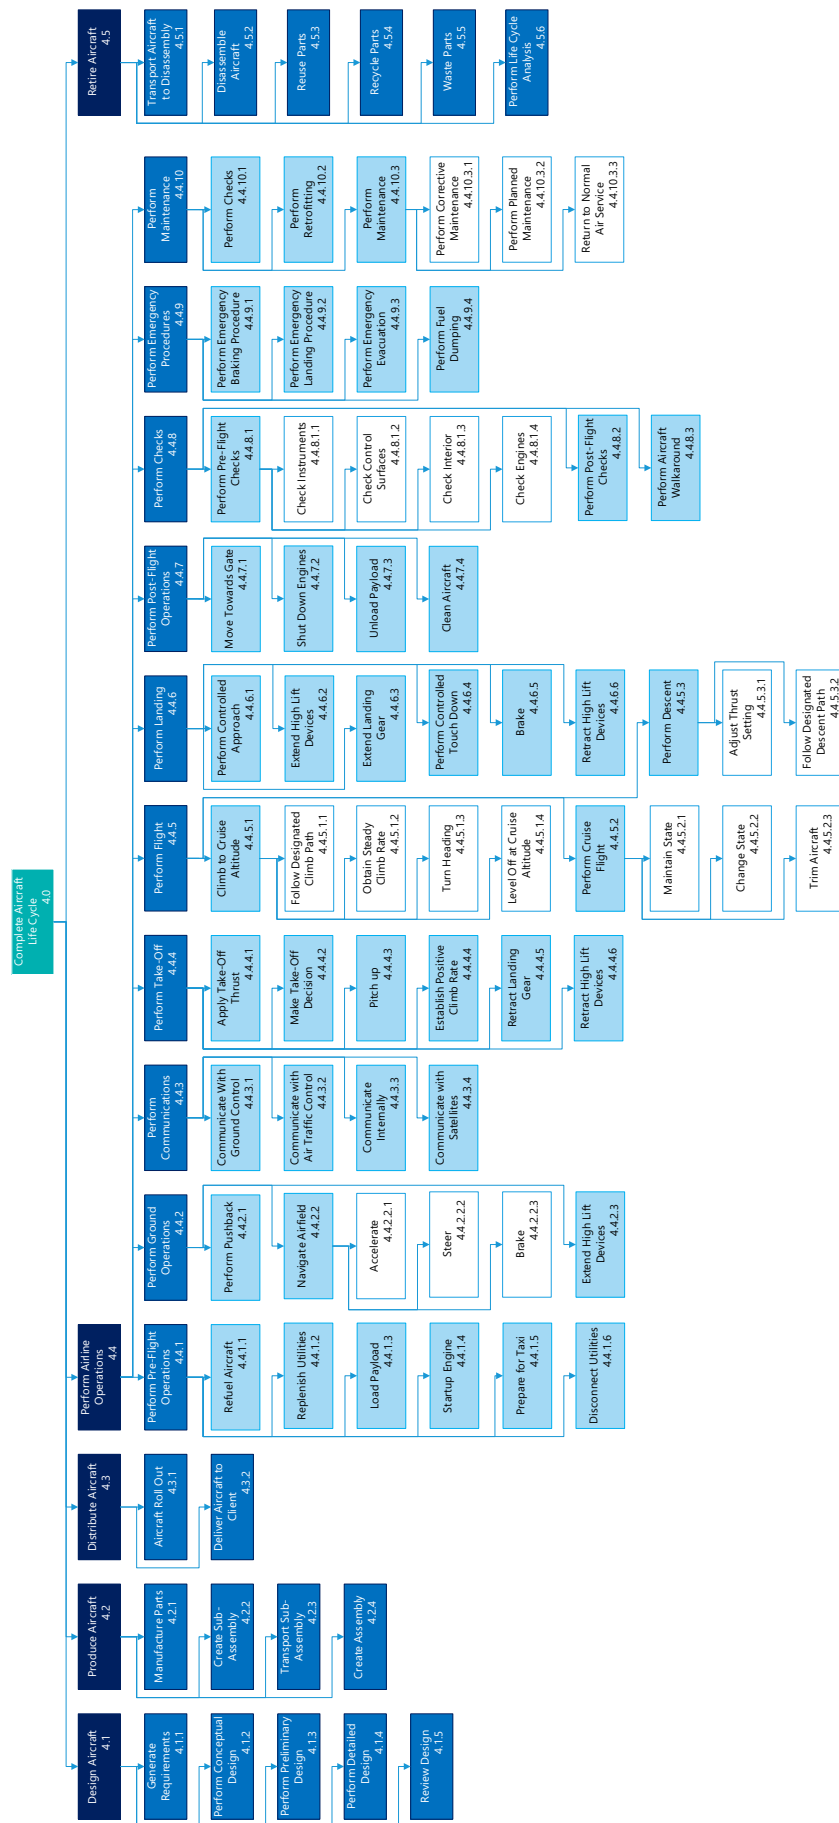 Complete Aircraft
Life Cycle
4.0
Design Aircraft
4.1
Generate
Requirements
4.1.1
Perform Conceptual
Design
4.1.2
Perform Preliminary
Design
4.1.3
Perform Detailed
Design
4.1.4
Review Design
4.1.5
Produce Aircraft
4.2
Manufacture Parts
4.2.1
Create Sub-
Assembly
4.2.2
Transport Sub-
Assembly
4.2.3
Create Assembly
4.2.4
Distribute Aircraft
4.3
Aircraft Roll Out
4.3.1
Deliver Aircraft to
Client
4.3.2
Perform Airline
Operations
4.4
Perform Pre-Flight
Operations
4.4.1
Refuel Aircraft
4.4.1.1
Replenish Utilities
4.4.1.2
Load Payload
4.4.1.3
Startup Engine
4.4.1.4
Prepare for Taxi
4.4.1.5
Disconnect Utilities
4.4.1.6
Perform Ground
Operations
4.4.2
Perform Pushback
4.4.2.1
Navigate Airfield
4.4.2.2
Accelerate
4.4.2.2.1
Steer
4.4.2.2.2
Brake
4.4.2.2.3
Extend High Lift
Devices
4.4.2.3
Perform
Communications
4.4.3
Communicate With
Ground Control
4.4.3.1
Communicate with
Air Traffic Control
4.4.3.2
Communicate
Internally
4.4.3.3
Communicate with
Satellites
4.4.3.4
Perform Take-Off
4.4.4
Apply Take-Off
Thrust
4.4.4.1
Make Take-Off
Decision
4.4.4.2
Pitch up
4.4.4.3
Establish Positive
Climb Rate
4.4.4.4
Retract Landing
Gear
4.4.4.5
Retract High Lift
Devices
4.4.4.6
Perform Flight
4.4.5
Climb to Cruise
Altitude
4.4.5.1
Follow Designated
Climb Path
4.4.5.1.1
Obtain Steady
Climb Rate
4.4.5.1.2
Turn Heading
4.4.5.1.3
Level Off at Cruise
Altitude
4.4.5.1.4
Perform Cruise
Flight
4.4.5.2
Maintain State
4.4.5.2.1
Change State
4.4.5.2.2
Trim Aircraft
4.4.5.2.3
Perform Descent
4.4.5.3
Adjust Thrust
Setting
4.4.5.3.1
Follow Designated
Descent Path
4.4.5.3.2
Perform Landing
4.4.6
Perform Controlled
Approach
4.4.6.1
Extend High Lift
Devices
4.4.6.2
Extend Landing
Gear
4.4.6.3
Perform Controlled
Touch Down
4.4.6.4
Brake
4.4.6.5
Retract High Lift
Devices
4.4.6.6
Perform Post-Flight
Operations
4.4.7
Move Towards Gate
4.4.7.1
Shut Down Engines
4.4.7.2
Unload Payload
4.4.7.3
Clean Aircraft
4.4.7.4
Perform Checks
4.4.8
Perform Pre-Flight
Checks
4.4.8.1
Check Instruments
4.4.8.1.1
Check Control
Surfaces
4.4.8.1.2
Check Interior
4.4.8.1.3
Check Engines
4.4.8.1.4
Perform Post-Flight
Checks
4.4.8.2
Perform Aircraft
Walkaround
4.4.8.3
Perform Emergency
Procedures
4.4.9
Perform Emergency
Braking Procedure
4.4.9.1
Perform Emergency
Landing Procedure
4.4.9.2
Perform Emergency
Evacuation
4.4.9.3
Perform Fuel
Dumping
4.4.9.4
Perform
Maintenance
4.4.10
Perform Checks
4.4.10.1
Perform
Retrofitting
4.4.10.2
Perform
Maintenance
4.4.10.3
Perform Corrective
Maintenance
4.4.10.3.1
Perform Planned
Maintenance
4.4.10.3.2
Return to Normal
Air Service
4.4.10.3.3
Retire Aircraft
4.5
Transport Aircraft
to Disassembly
4.5.1
Disassemble
Aircraft
4.5.2
Reuse Parts
4.5.3
Recycle Parts
4.5.4
Waste Parts
4.5.5
Perform Life Cycle
Analysis
4.5.6